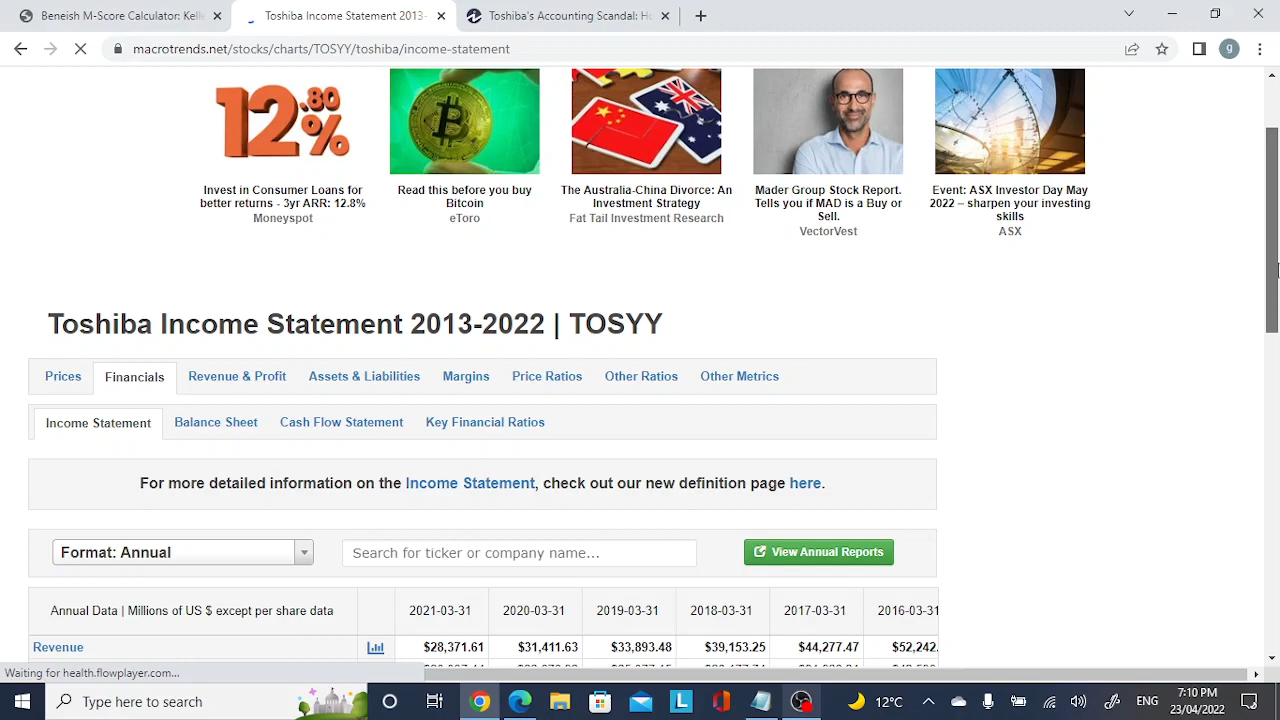 Beneish M-Score Calculator: Kell
Toshiba Income Statement 2013-
Toshiba's Accounting Scandal: Ho
macrotrends.net/stocks/charts/TOSYY/toshiba/income-statement
g
12.80%
Invest in Consumer Loans for
better returns - 3yr ARR: 12.8%
Moneyspot
Read this before you buy
Bitcoin
eToro
The Australia-China Divorce: An
Investment Strategy
Fat Tail Investment Research
Mader Group Stock Report.
Tells you if MAD is a Buy or
Sell.
VectorVest
Event: ASX Investor Day May
2022 – sharpen your investing
skills
ASX
Toshiba Income Statement 2013-2022 | TOSYY
Prices Financials Revenue & Profit Assets & Liabilities Margins Price Ratios Other Ratios Other Metrics
Income Statement Balance Sheet Cash Flow Statement Key Financial Ratios
For more detailed information on the Income Statement, check out our new definition page here.
Format: Annual
Search for ticker or company name...
View Annual Reports
Annual Data | Millions of US $ except per share data 2021-03-31 2020-03-31 2019-03-31 2018-03-31 2017-03-31 2016-03-31
Revenue $28,371.61 $31,411.63 $33,893.48 $39,153.25 $44,277.47 $52,242.
Waiting for health.flowplayer.com...
Type here to search
L
12°C
ENG
7:10 PM
23/04/2022